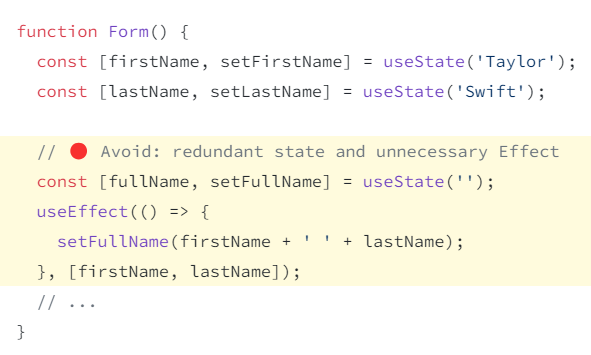 function Form() {
  const [firstName, setFirstName] = useState('Taylor');
  const [lastName, setLastName] = useState('Swift');

  // 🔴 Avoid: redundant state and unnecessary Effect
  const [fullName, setFullName] = useState('');
  useEffect(() => {
    setFullName(firstName + ' ' + lastName);
  }, [firstName, lastName]);
  // ...
}